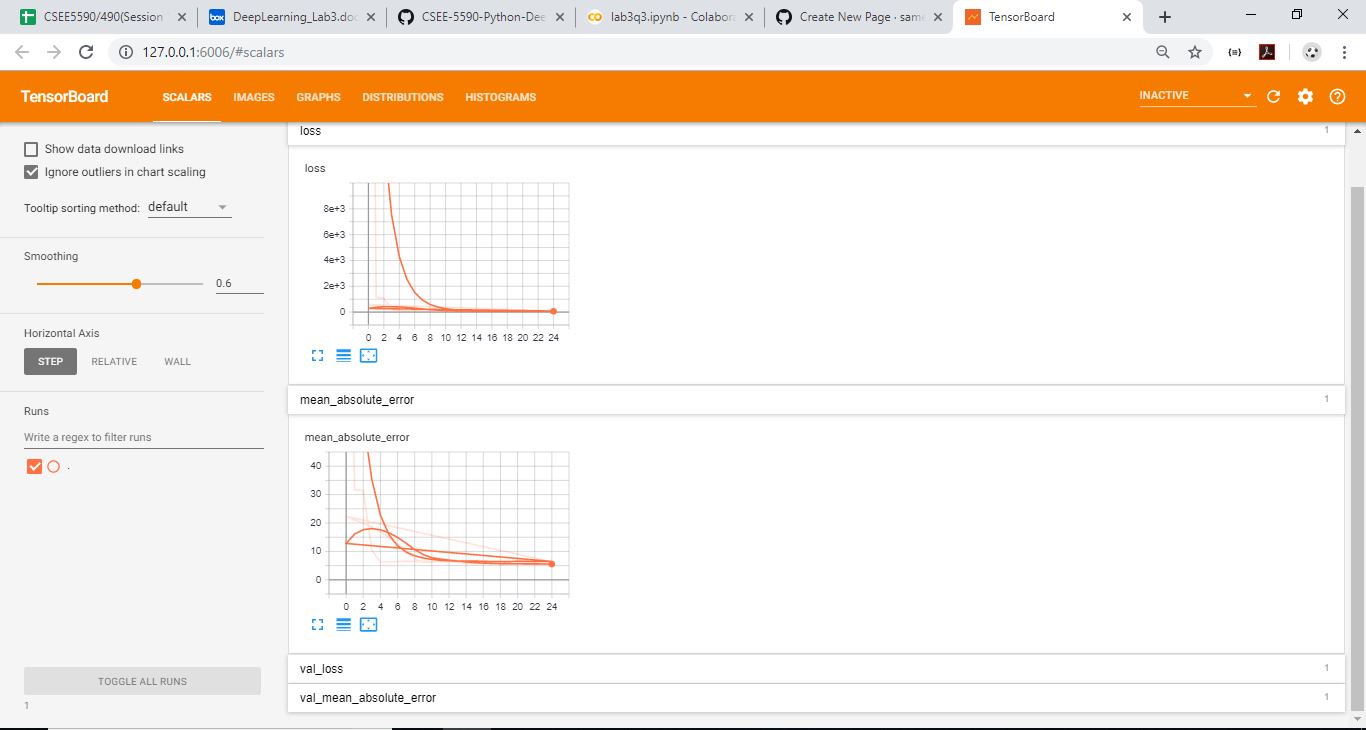 CSEE5590/490(Session
DeepLearning_Lab3.doc
CSEE-5590-Python-Dee
lab3q3.ipynb - Colabora
Create New Page · same
TensorBoard
127.0.0.1:6006/#scalars
TensorBoard
SCALARS
IMAGES
GRAPHS
DISTRIBUTIONS
HISTOGRAMS
INACTIVE
Show data download links
Ignore outliers in chart scaling
Tooltip sorting method: default
Smoothing
0.6
Horizontal Axis
STEP RELATIVE WALL
Runs
Write a regex to filter runs
.
TOGGLE ALL RUNS
1
loss 1
loss
8e+3
6e+3
4e+3
2e+3
0
0 2 4 6 8 10 12 14 16 18 20 22 24
mean_absolute_error 1
mean_absolute_error
40
30
20
10
0
0 2 4 6 8 10 12 14 16 18 20 22 24
val_loss 1
val_mean_absolute_error 1